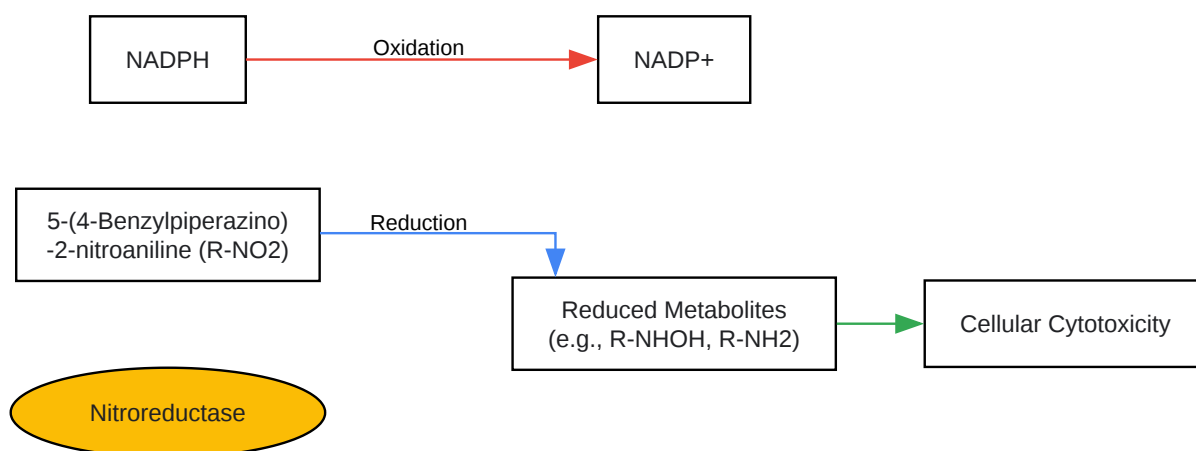 NADPH
Oxidation
NADP+
5-(4-Benzylpiperazino)
-2-nitroaniline (R-NO2)
Reduction
Reduced Metabolites
(e.g., R-NHOH, R-NH2)
Cellular Cytotoxicity
Nitroreductase